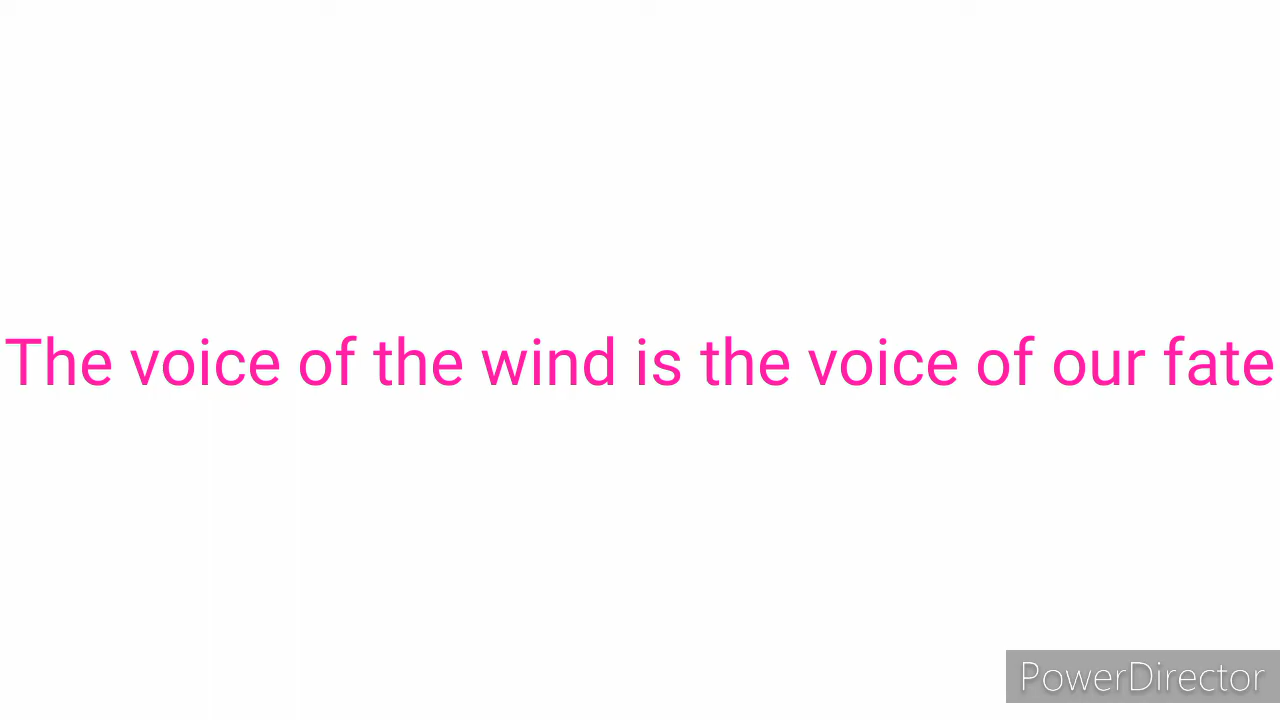 The voice of the wind is the voice of our fate
PowerDirector